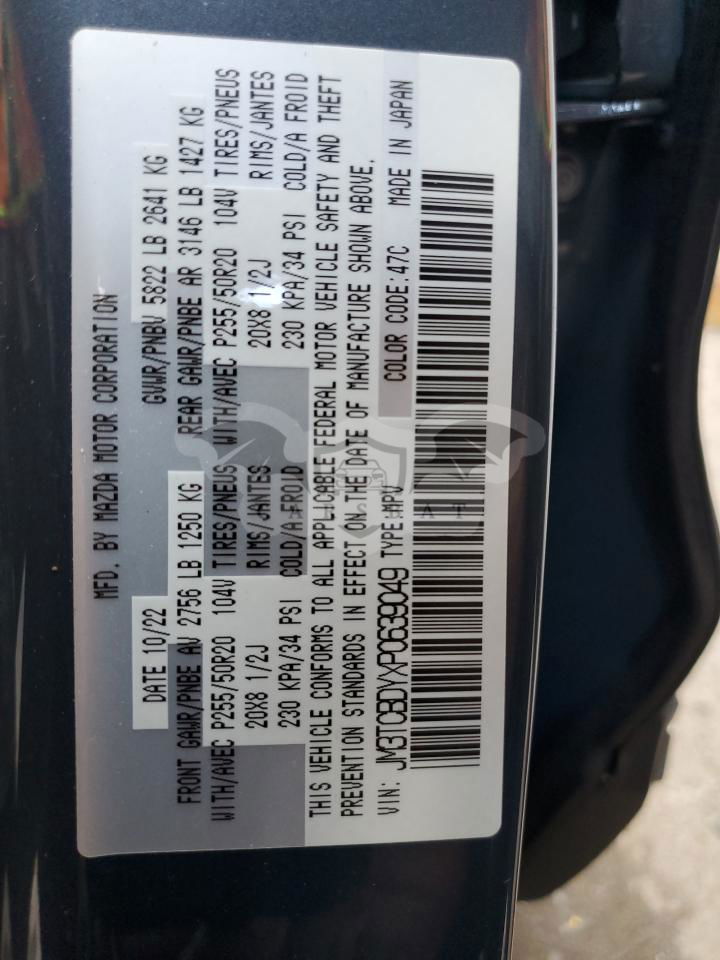 MFD. BY MAZDA MOTOR CORPORATION
DATE 10/22 GVWR/PNBV 5822 LB 2641 KG
FRONT GAWR/PNBE AV 2756 LB 1250 KG REAR GAWR/PNBE AR 3146 LB 1427 KG
WITH/AVEC P255/50R20 104V TIRES/PNEUS WITH/AVEC P255/50R20 104V TIRES/PNEUS
20X8 1/2J RIMS/JANTES 20X8 1/2J RIMS/JANTES
230 KPA/34 PSI COLD/A FROID 230 KPA/34 PSI COLD/A FROID
THIS VEHICLE CONFORMS TO ALL APPLICABLE FEDERAL MOTOR VEHICLE SAFETY AND THEFT
PREVENTION STANDARDS IN EFFECT ON THE DATE OF MANUFACTURE SHOWN ABOVE.
VIN: JM3TCBDYXP0639049 TYPE:MPV COLOR CODE:47C MADE IN JAPAN